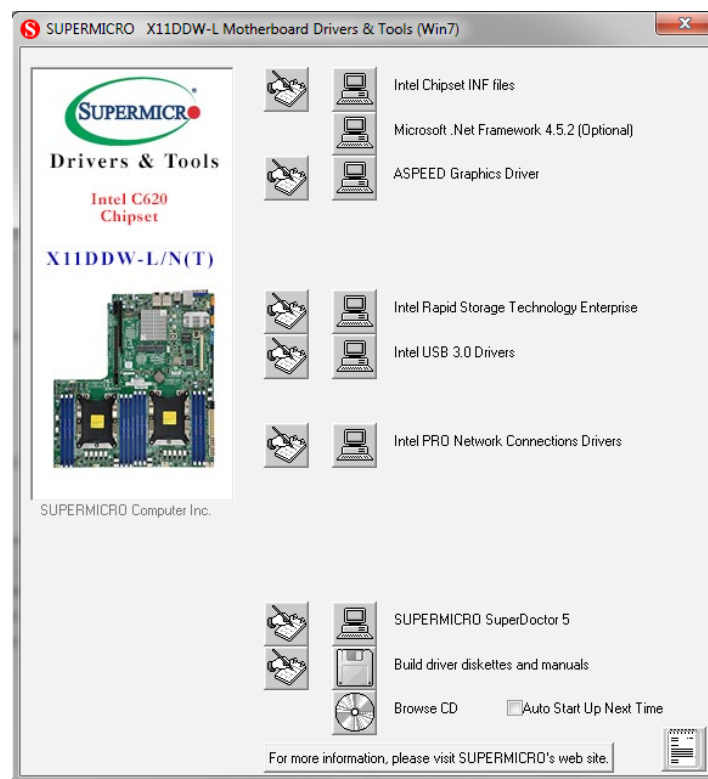 SUPERMICRO X11DDW-L Motherboard Drivers & Tools (Win7)
SUPERMICRO
Drivers & Tools
Intel C620
Chipset
X11DDW-L/N(T)
SUPERMICRO Computer Inc.
Intel Chipset INF files
Microsoft .Net Framework 4.5.2 (Optional)
ASPEED Graphics Driver
Intel Rapid Storage Technology Enterprise
Intel USB 3.0 Drivers
Intel PRO Network Connections Drivers
SUPERMICRO SuperDoctor 5
Build driver diskettes and manuals
Browse CD Auto Start Up Next Time
For more information, please visit SUPERMICRO's web site.